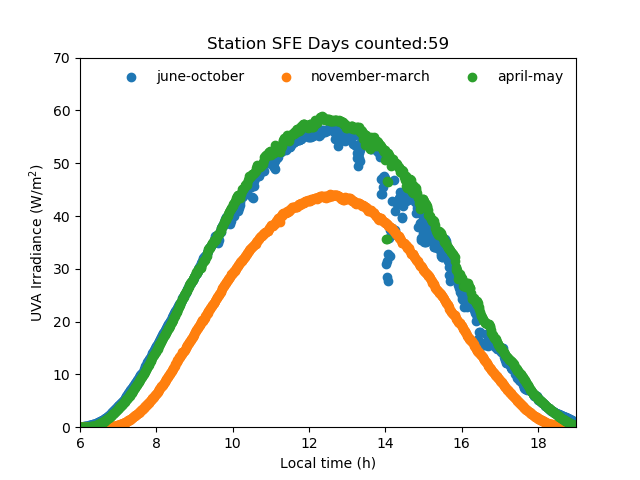 Station SFE Days counted:59
june-october november-march april-may
UVA Irradiance (W/m²)
70
60
50
40
30
20
10
0
6 8 10 12 14 16 18
Local time (h)